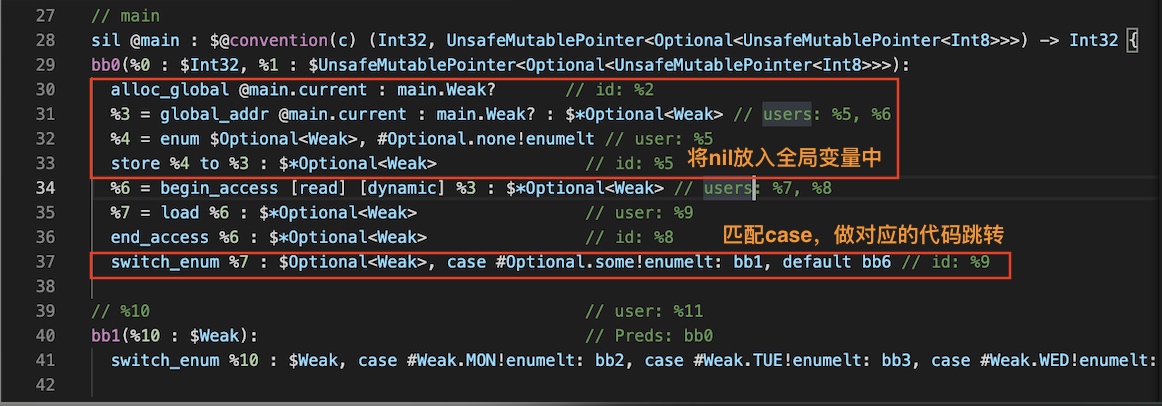 27 // main
28 sil @main : $@convention(c) (Int32, UnsafeMutablePointer<Optional<UnsafeMutablePointer<Int8>>>) -> Int32 {
29 bb0(%0 : $Int32, %1 : $UnsafeMutablePointer<Optional<UnsafeMutablePointer<Int8>>>):
30 alloc_global @main.current : main.Weak? // id: %2
31 %3 = global_addr @main.current : main.Weak? : $*Optional<Weak> // users: %5, %6
32 %4 = enum $Optional<Weak>, #Optional.none!enumelt // user: %5
33 store %4 to %3 : $*Optional<Weak> // id: %5
将nil放入全局变量中
34 %6 = begin_access [read] [dynamic] %3 : $*Optional<Weak> // users: %7, %8
35 %7 = load %6 : $*Optional<Weak> // user: %9
36 end_access %6 : $*Optional<Weak> // id: %8
匹配case，做对应的代码跳转
37 switch_enum %7 : $Optional<Weak>, case #Optional.some!enumelt: bb1, default bb6 // id: %9
38
39 // %10 // user: %11
40 bb1(%10 : $Weak): // Preds: bb0
41 switch_enum %10 : $Weak, case #Weak.MON!enumelt: bb2, case #Weak.TUE!enumelt: bb3, case #Weak.WED!enumelt:
42